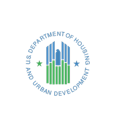 U.S. DEPARTMENT OF HOUSING
AND URBAN DEVELOPMENT